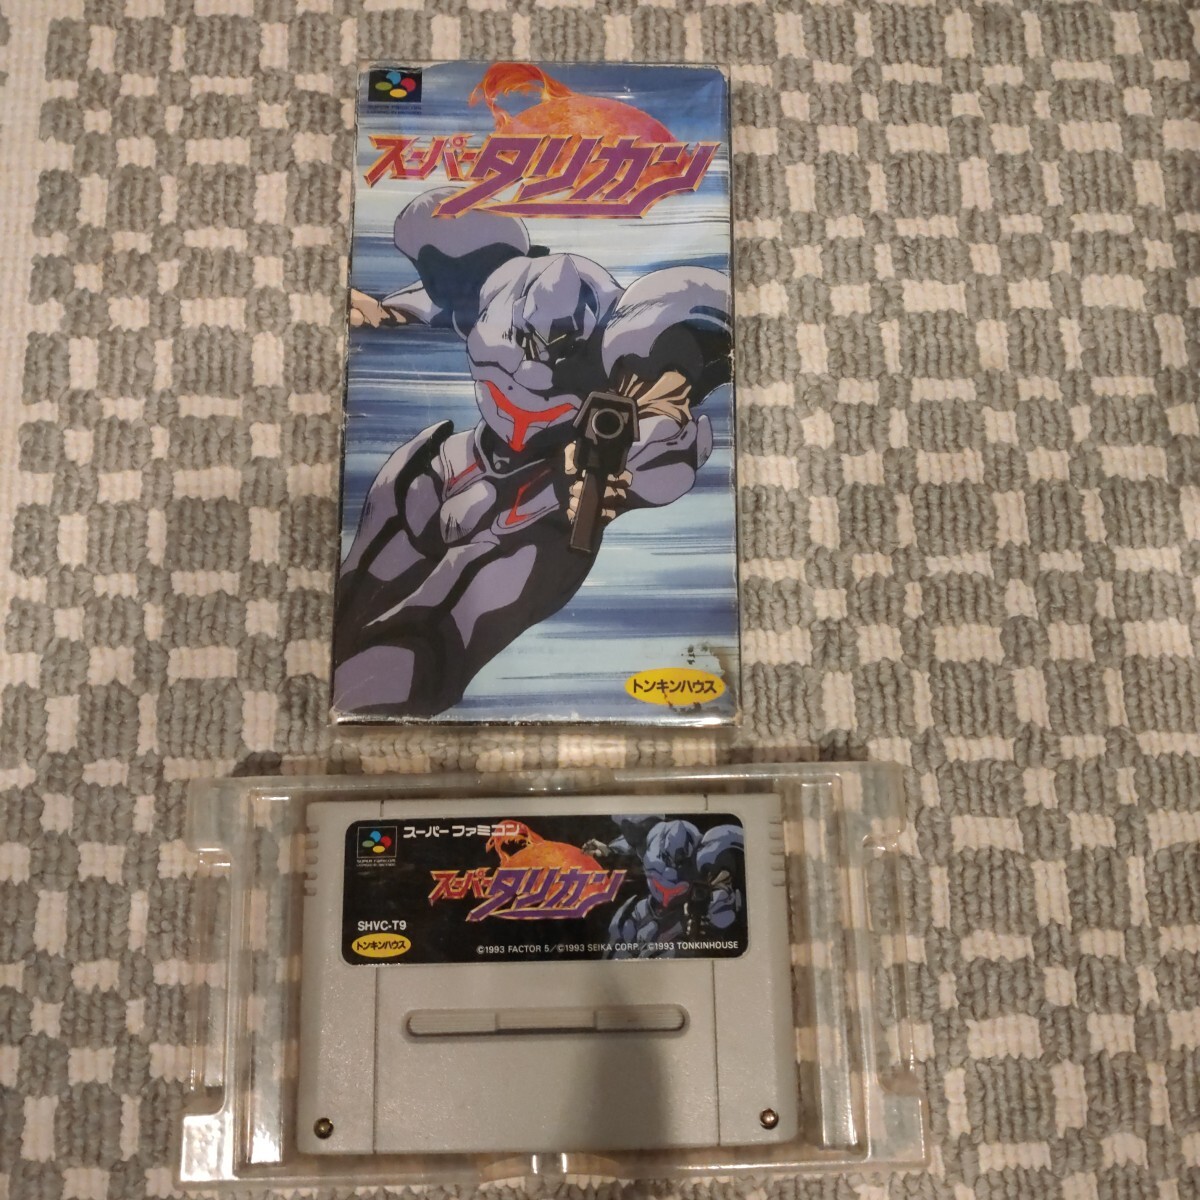 スーパー タリカン
トンキンハウス
スーパーファミコン
スーパー タリカン
SHVC-T9
トンキンハウス
©1993 FACTOR 5/©1993 SEIKA CORP./©1993 TONKINHOUSE